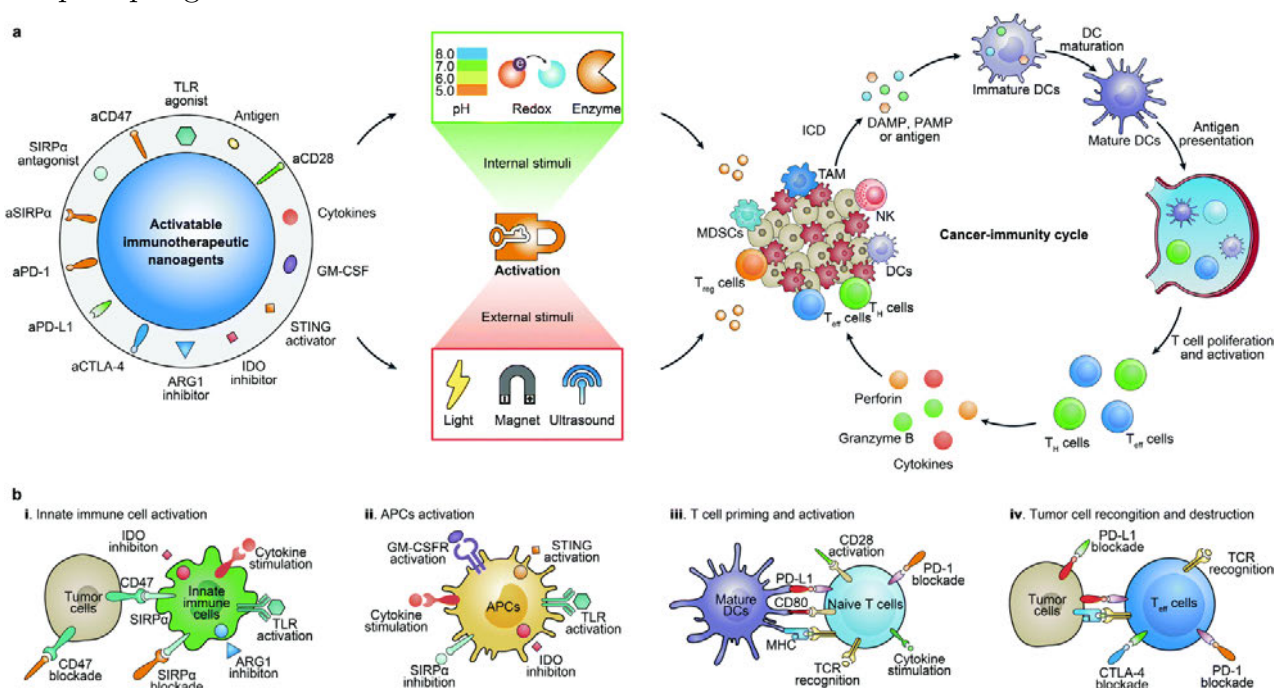 a
TLR
agonist
Antigen
aCD47
aCD28
SIRPα
antagonist
Cytokines
aSIRPα
Activatable
immunotherapeutic
nanoagents
GM-CSF
aPD-1
STING
activator
aPD-L1
IDO
inhibitor
aCTLA-4
ARG1
inhibitor
8.0
7.0
6.0
5.0
e
pH
Redox
Enzyme
Internal stimuli
Activation
External stimuli
Light
Magnet
Ultrasound
ICD
DAMP, PAMP
or antigen
Immature DCs
DC
maturation
Mature DCs
Antigen
presentation
TAM
NK
MDSCs
DCs
Treg cells
Teff cells
TH cells
Cancer-immunity cycle
T cell poliferation
and activation
Perforin
Granzyme B
Cytokines
TH cells
Teff cells
b
i. Innate immune cell activation
IDO
inhibiton
Cytokine
stimulation
CD47
Tumor
cells
Innate
immune
cells
SIRPα
TLR
activation
CD47
blockade
SIRPα
blockade
ARG1
inhibiton
ii. APCs activation
GM-CSFR
activation
STING
activation
Cytokine
stimulation
APCs
TLR
activation
SIRPα
inhibition
IDO
inhibiton
iii. T cell priming and activation
CD28
activation
PD-1
blockade
PD-L1
Mature
DCs
CD80
Naive T cells
MHC
TCR
recognition
Cytokine
stimulation
iv. Tumor cell recongition and destruction
PD-L1
blockade
TCR
recognition
Tumor
cells
Teff cells
CTLA-4
blockade
PD-1
blockade